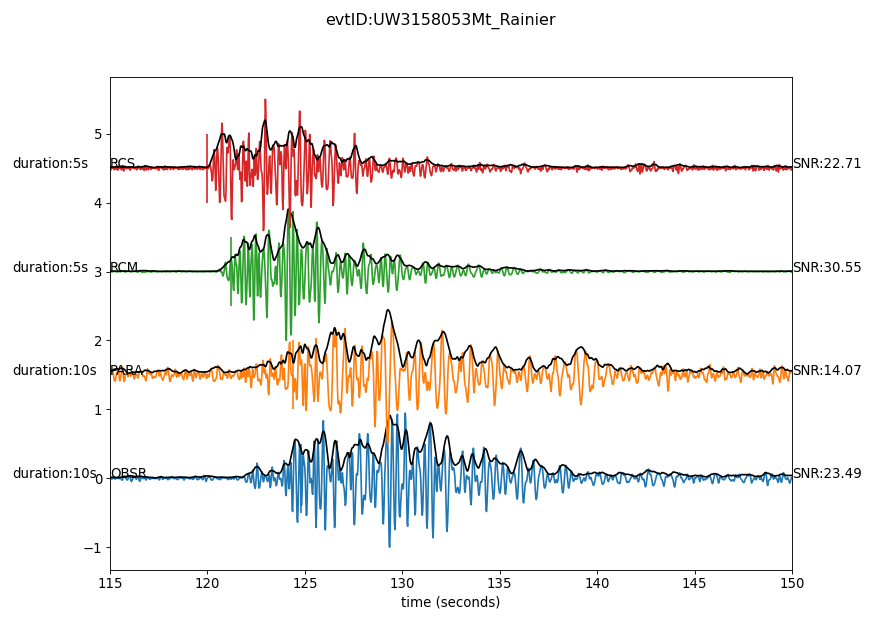 evtID:UW3158053Mt_Rainier
5
duration:5s RCS SNR:22.71
4
duration:5s 3 RCM SNR:30.55
2
duration:10s PARA SNR:14.07
1
duration:10s 0 OBSR SNR:23.49
−1
115 120 125 130 135 140 145 150
time (seconds)